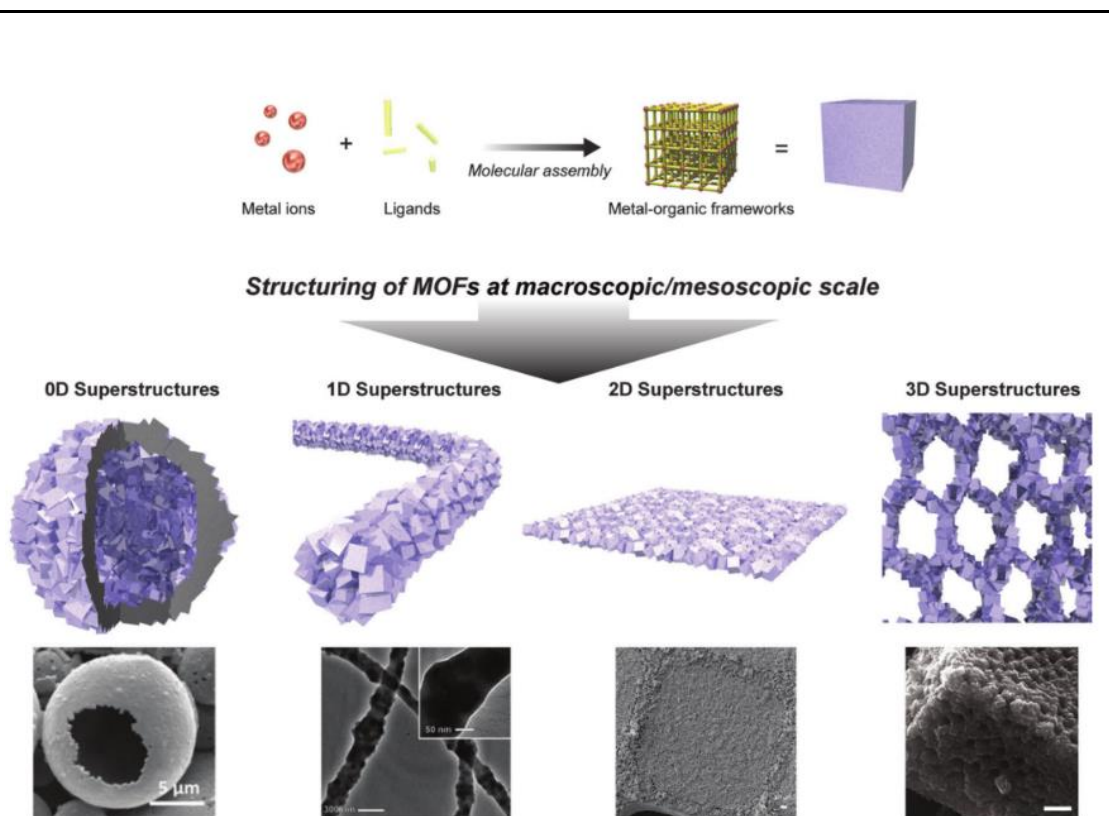 +
=
Molecular assembly
Metal ions
Ligands
Metal-organic frameworks
Structuring of MOFs at macroscopic/mesoscopic scale
0D Superstructures
1D Superstructures
2D Superstructures
3D Superstructures
5 μm
50 nm